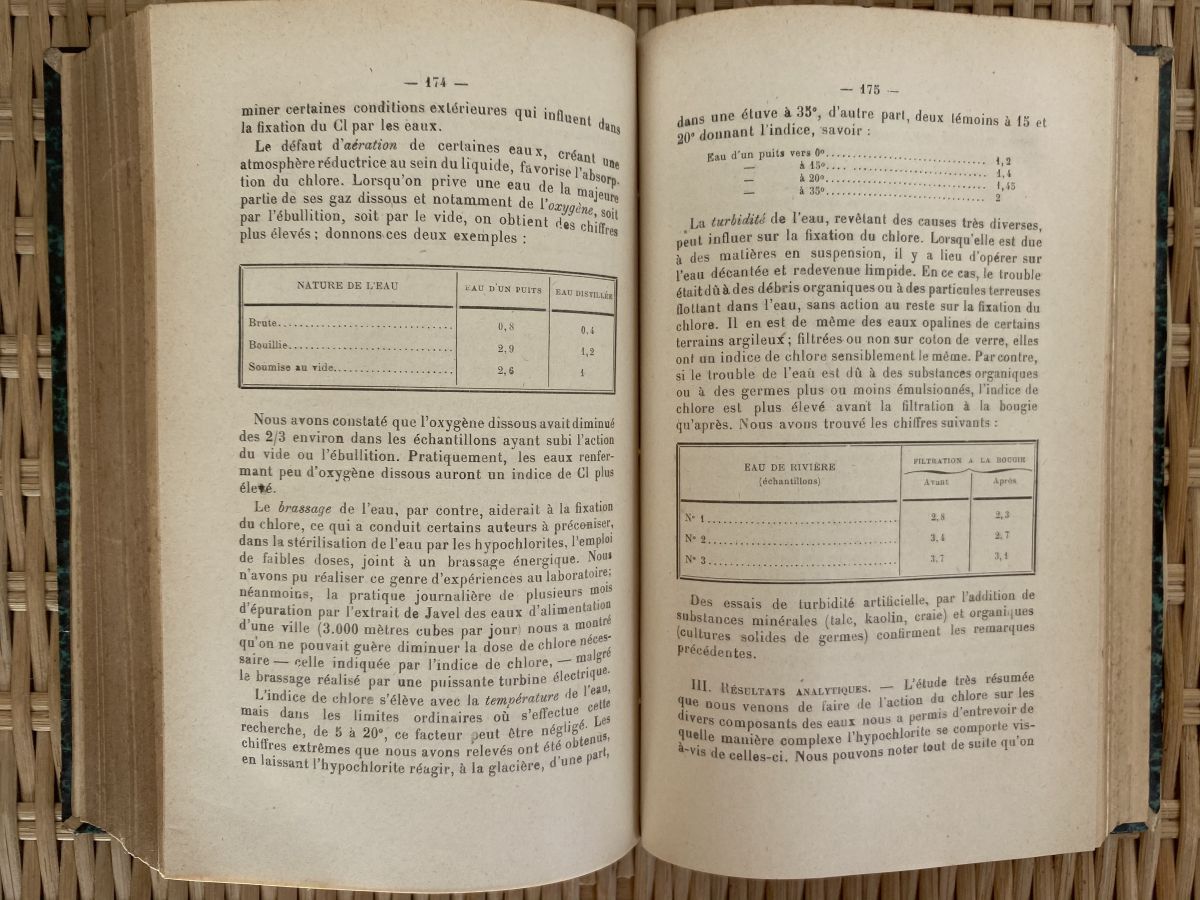 — 174 —
miner certaines conditions extérieures qui influent dans
la fixation du Cl par les eaux.
Le défaut d'aération de certaines eaux, créant une
atmosphère réductrice au sein du liquide, favorise l'absorp-
tion du chlore. Lorsqu'on prive une eau de la majeure
partie de ses gaz dissous et notamment de l'oxygène, soit
par l'ébullition, soit par le vide, on obtient des chiffres
plus élevés ; donnons ces deux exemples :
NATURE DE L'EAU EAU D'UN PUITS EAU DISTILLÉE
Brute 0,8 0,4
Bouillie 2,9 1,2
Soumise au vide 2,6 1
Nous avons constaté que l'oxygène dissous avait diminué
des 2/3 environ dans les échantillons ayant subi l'action
du vide ou l'ébullition. Pratiquement, les eaux renfer-
mant peu d'oxygène dissous auront un indice de Cl plus
élevé.
Le brassage de l'eau, par contre, aiderait à la fixation
du chlore, ce qui a conduit certains auteurs à préconiser,
dans la stérilisation de l'eau par les hypochlorites, l'emploi
de faibles doses, joint à un brassage énergique. Nous
n'avons pu réaliser ce genre d'expériences au laboratoire;
néanmoins, la pratique journalière de plusieurs mois
d'épuration par l'extrait de Javel des eaux d'alimentation
d'une ville (3.000 mètres cubes par jour) nous a montré
qu'on ne pouvait guère diminuer la dose de chlore néces-
saire — celle indiquée par l'indice de chlore, — malgré
le brassage réalisé par une puissante turbine électrique.
L'indice de chlore s'élève avec la température de l'eau,
mais dans les limites ordinaires où s'effectue cette
recherche, de 5 à 20°, ce facteur peut être négligé. Les
chiffres extrêmes que nous avons relevés ont été obtenus,
en laissant l'hypochlorite réagir, à la glacière, d'une part,
— 175 —
dans une étuve à 35°, d'autre part, deux témoins à 15 et
20° donnant l'indice, savoir :
Eau d'un puits vers 0° 1,2
— à 15° 1,4
— à 20° 1,45
— à 35° 2
La turbidité de l'eau, revêtant des causes très diverses,
peut influer sur la fixation du chlore. Lorsqu'elle est due
à des matières en suspension, il y a lieu d'opérer sur
l'eau décantée et redevenue limpide. En ce cas, le trouble
était dû à des débris organiques ou à des particules terreuses
flottant dans l'eau, sans action au reste sur la fixation du
chlore. Il en est de même des eaux opalines de certains
terrains argileux ; filtrées ou non sur coton de verre, elles
ont un indice de chlore sensiblement le même. Par contre,
si le trouble de l'eau est dû à des substances organiques
ou à des germes plus ou moins émulsionnés, l'indice de
chlore est plus élevé avant la filtration à la bougie
qu'après. Nous avons trouvé les chiffres suivants :
EAU DE RIVIÈRE FILTRATION A LA BOUGIE
(échantillons) Avant Après
N° 1 2,8 2,3
N° 2 3,4 2,7
N° 3 3,7 3,1
Des essais de turbidité artificielle, par l'addition de
substances minérales (talc, kaolin, craie) et organiques
(cultures solides de germes) confirment les remarques
précédentes.
III. RÉSULTATS ANALYTIQUES. — L'étude très résumée
que nous venons de faire de l'action du chlore sur les
divers composants des eaux nous a permis d'entrevoir de
quelle manière complexe l'hypochlorite se comporte vis-
à-vis de celles-ci. Nous pouvons noter tout de suite qu'on